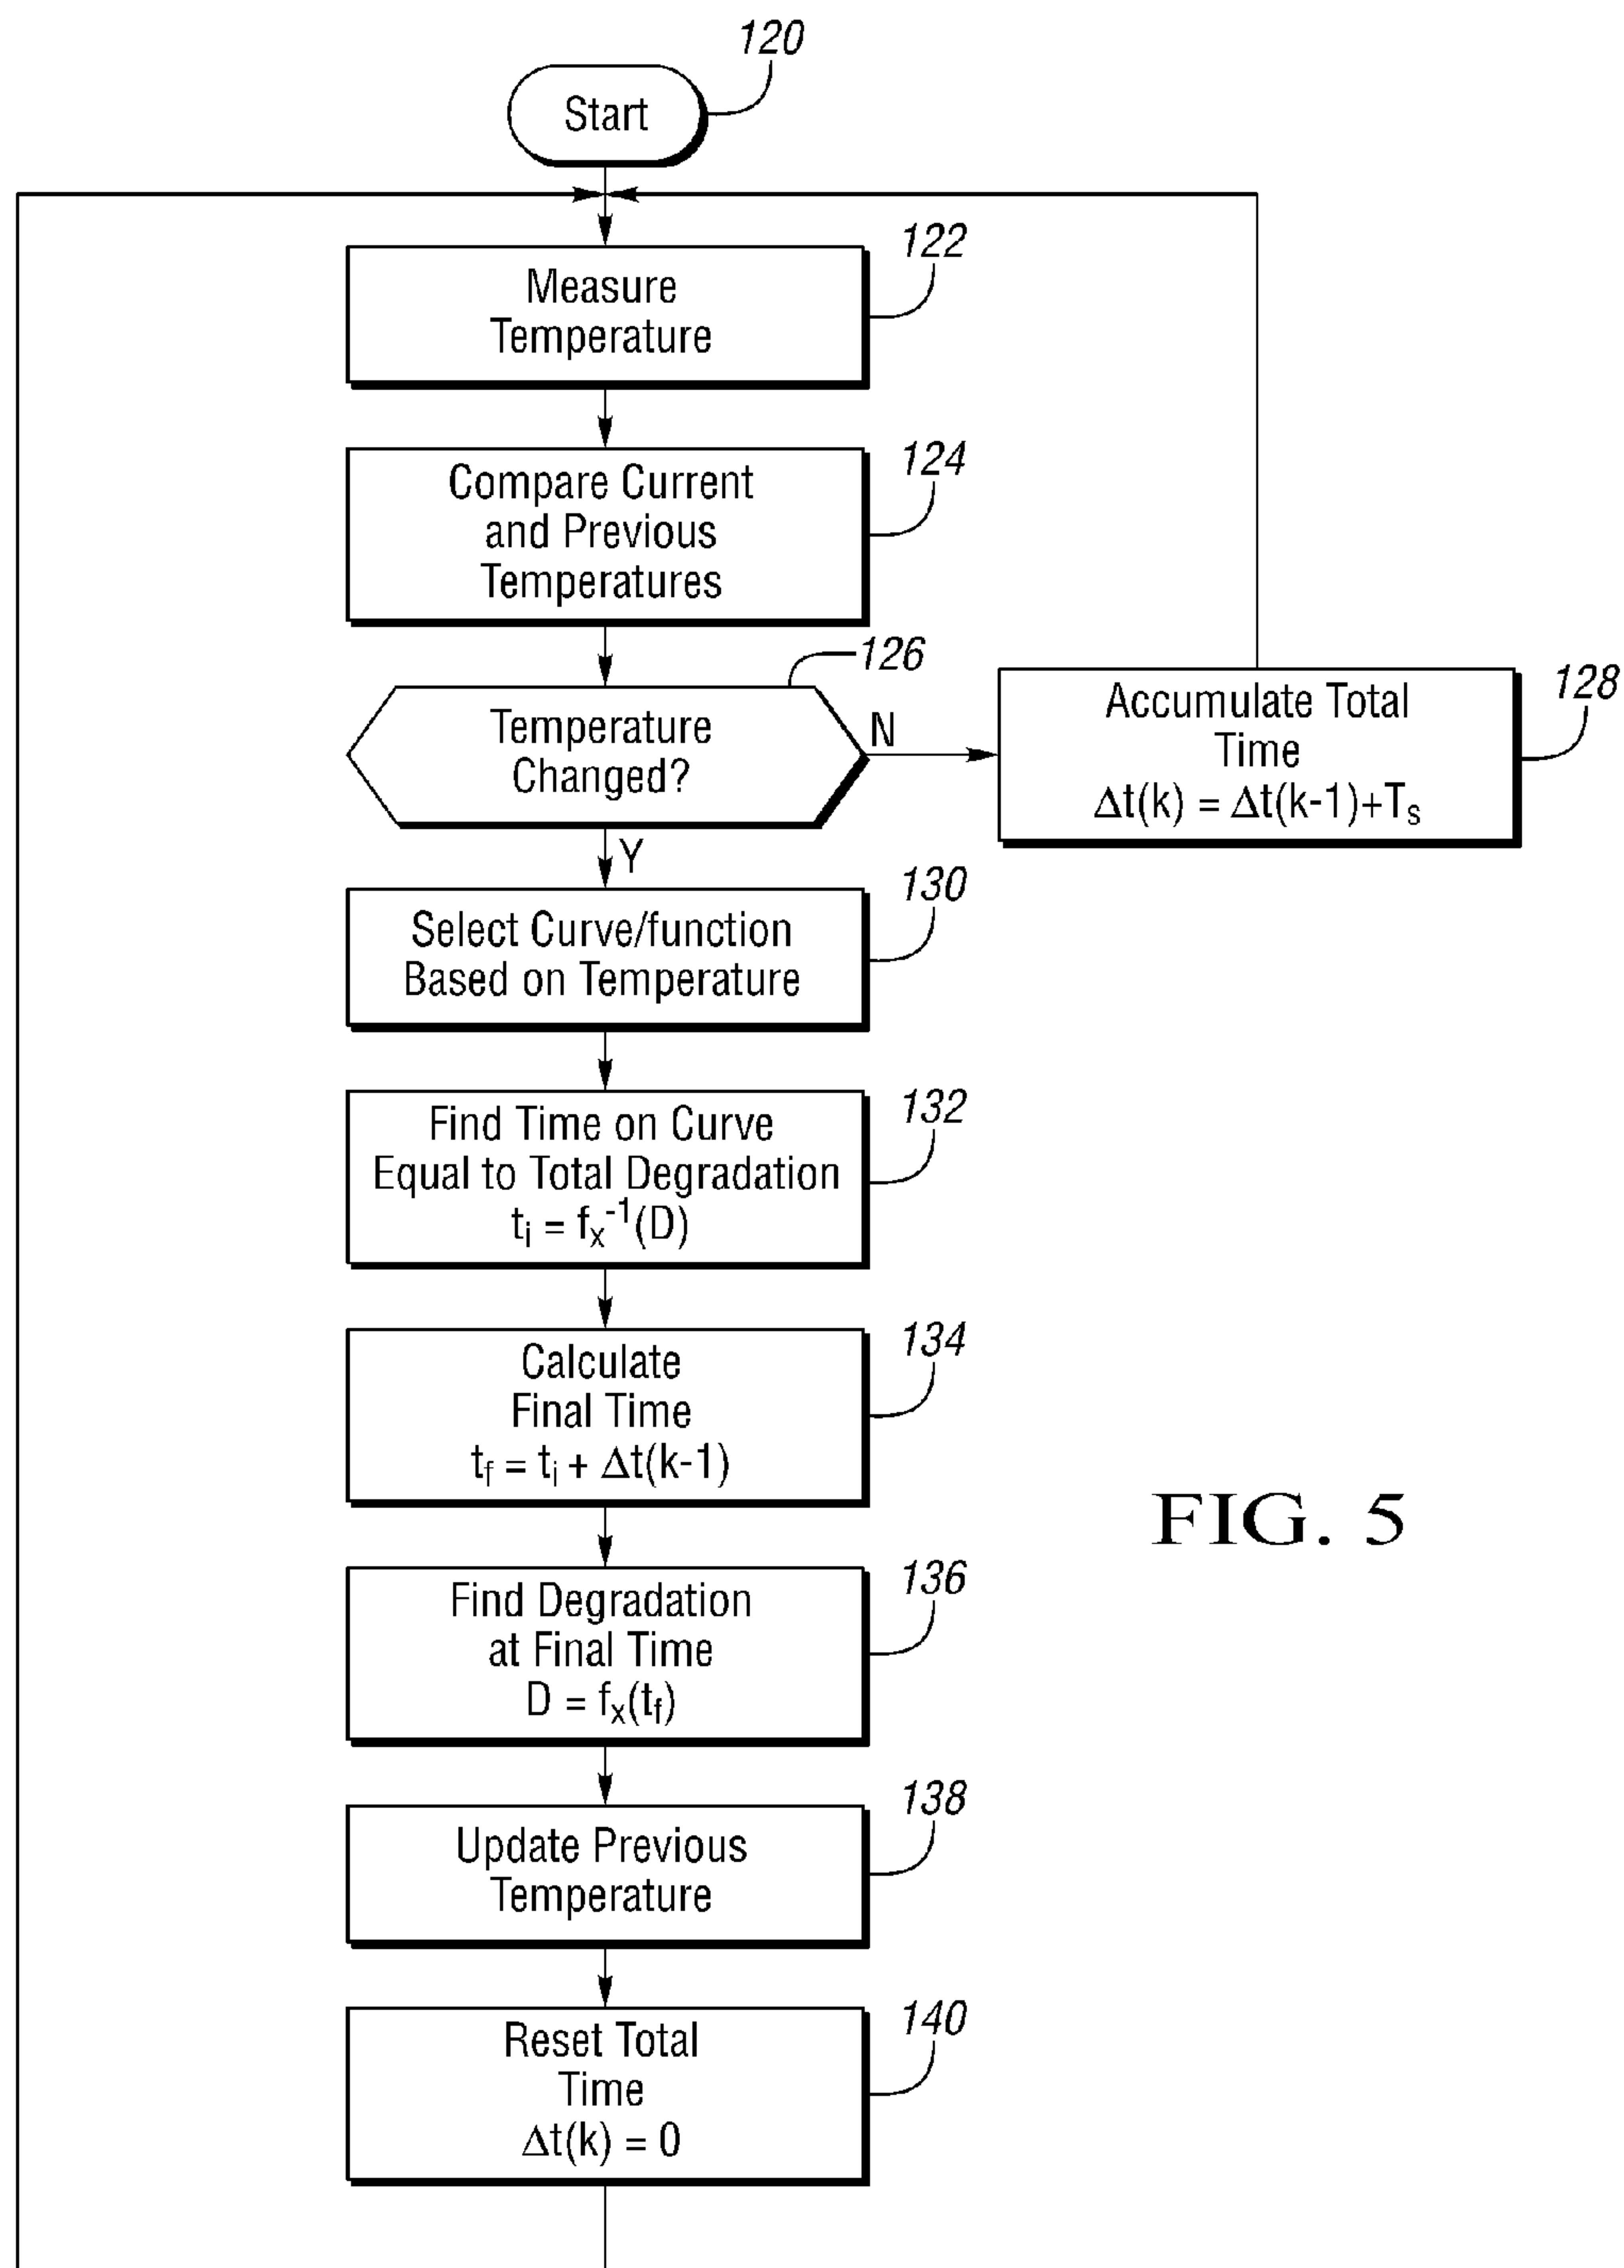 120
Start
122
Measure
Temperature
124
Compare Current
and Previous
Temperatures
126
Temperature
Changed?
N
128
Accumulate Total
Time
Δt(k) = Δt(k-1)+Tₛ
Y
130
Select Curve/function
Based on Temperature
132
Find Time on Curve
Equal to Total Degradation
tᵢ = fₓ⁻¹(D)
134
Calculate
Final Time
t_f = tᵢ + Δt(k-1)
136
Find Degradation
at Final Time
D = fₓ(t_f)
138
Update Previous
Temperature
140
Reset Total
Time
Δt(k) = 0
FIG. 5